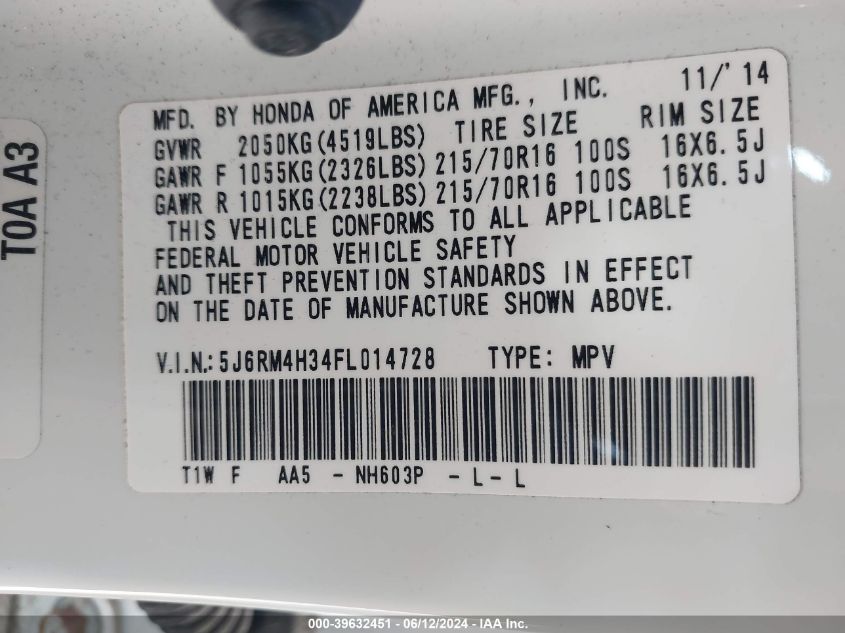 11/'14
MFD. BY HONDA OF AMERICA MFG., INC.
GVWR 2050KG(4519LBS) TIRE SIZE RIM SIZE
GAWR F 1055KG(2326LBS) 215/70R16 100S 16X6.5J
GAWR R 1015KG(2238LBS) 215/70R16 100S 16X6.5J
THIS VEHICLE CONFORMS TO ALL APPLICABLE
FEDERAL MOTOR VEHICLE SAFETY
AND THEFT PREVENTION STANDARDS IN EFFECT
ON THE DATE OF MANUFACTURE SHOWN ABOVE.
V.I.N.: 5J6RM4H34FL014728 TYPE: MPV
T1W F AA5 - NH603P - L - L
T0A A3
000-39632451 - 06/12/2024 - IAA Inc.